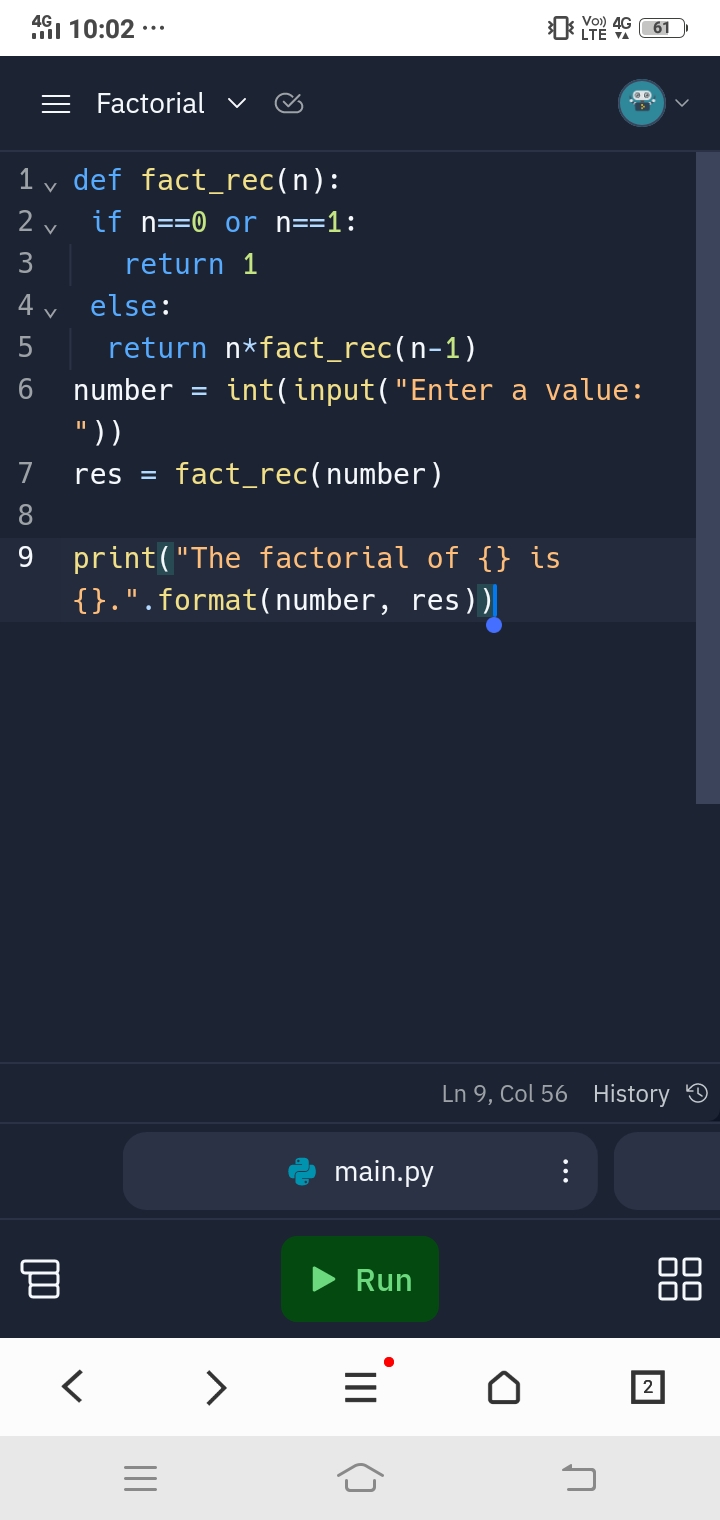 4G 10:02 ··· Vo)) LTE 4G 61
Factorial
1 def fact_rec(n):
2  if n==0 or n==1:
3    return 1
4  else:
5   return n*fact_rec(n-1)
6 number = int(input("Enter a value:
"))
7 res = fact_rec(number)
8
9 print("The factorial of {} is
{}.".format(number, res))
Ln 9, Col 56 History
main.py
Run
2